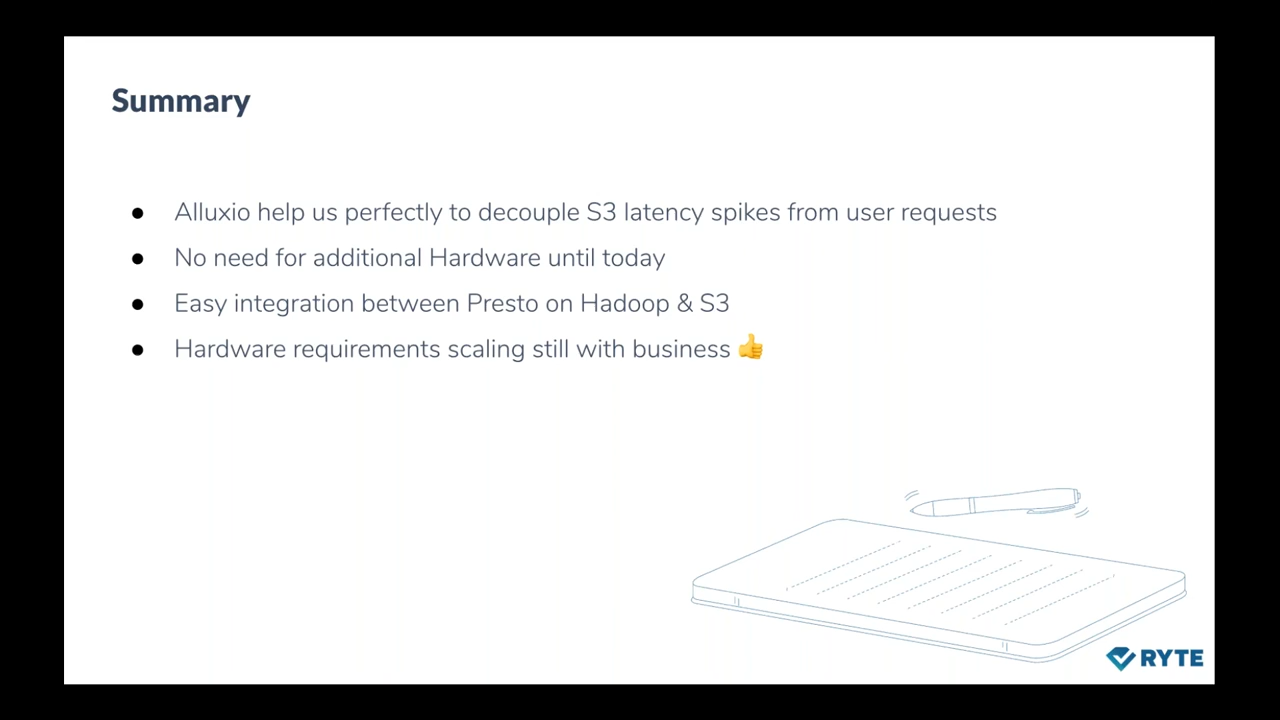 Summary
● Alluxio help us perfectly to decouple S3 latency spikes from user requests
● No need for additional Hardware until today
● Easy integration between Presto on Hadoop & S3
● Hardware requirements scaling still with business 👍
RYTE